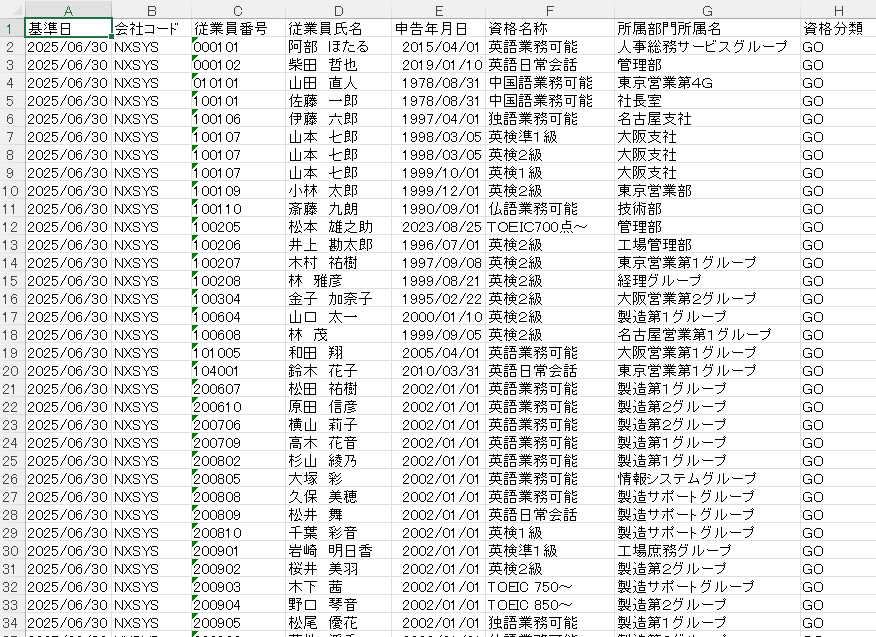 A B C D E F G H
1 基準日 会社コード 従業員番号 従業員氏名 申告年月日 資格名称 所属部門所属名 資格分類
2 2025/06/30 NXSYS 000101 阿部 ほたる 2015/04/01 英語業務可能 人事総務サービスグループ GO
3 2025/06/30 NXSYS 000102 柴田 哲也 2019/01/10 英語日常会話 管理部 GO
4 2025/06/30 NXSYS 010101 山田 直人 1978/08/31 中国語業務可能 東京営業第4G GO
5 2025/06/30 NXSYS 100101 佐藤 一郎 1978/08/31 中国語業務可能 社長室 GO
6 2025/06/30 NXSYS 100106 伊藤 六郎 1997/04/01 独語業務可能 名古屋支社 GO
7 2025/06/30 NXSYS 100107 山本 七郎 1998/03/05 英検準1級 大阪支社 GO
8 2025/06/30 NXSYS 100107 山本 七郎 1998/03/05 英検2級 大阪支社 GO
9 2025/06/30 NXSYS 100107 山本 七郎 1999/10/01 英検1級 大阪支社 GO
10 2025/06/30 NXSYS 100109 小林 太郎 1999/12/01 英検2級 東京営業部 GO
11 2025/06/30 NXSYS 100110 斎藤 九朗 1990/09/01 仏語業務可能 技術部 GO
12 2025/06/30 NXSYS 100205 松本 雄之助 2023/08/25 TOEIC700点～ 管理部 GO
13 2025/06/30 NXSYS 100206 井上 勘太郎 1996/07/01 英検2級 工場管理部 GO
14 2025/06/30 NXSYS 100207 木村 祐樹 1997/09/08 英検2級 東京営業第1グループ GO
15 2025/06/30 NXSYS 100208 林 雅彦 1999/08/21 英検2級 経理グループ GO
16 2025/06/30 NXSYS 100304 金子 加奈子 1995/02/22 英検2級 大阪営業第2グループ GO
17 2025/06/30 NXSYS 100604 山口 太一 2000/01/10 英検2級 製造第1グループ GO
18 2025/06/30 NXSYS 100608 林 茂 1999/09/05 英検2級 名古屋営業第1グループ GO
19 2025/06/30 NXSYS 101005 和田 翔 2005/04/01 英語業務可能 大阪営業第1グループ GO
20 2025/06/30 NXSYS 104001 鈴木 花子 2010/03/31 英語日常会話 東京営業第1グループ GO
21 2025/06/30 NXSYS 200607 松田 祐樹 2002/01/01 英語業務可能 製造第1グループ GO
22 2025/06/30 NXSYS 200610 原田 信彦 2002/01/01 英語業務可能 製造第2グループ GO
23 2025/06/30 NXSYS 200706 横山 莉子 2002/01/01 英語業務可能 製造第2グループ GO
24 2025/06/30 NXSYS 200709 高木 花音 2002/01/01 英語業務可能 製造第1グループ GO
25 2025/06/30 NXSYS 200802 杉山 綾乃 2002/01/01 英語業務可能 製造第1グループ GO
26 2025/06/30 NXSYS 200805 大塚 彩 2002/01/01 英語業務可能 情報システムグループ GO
27 2025/06/30 NXSYS 200808 久保 美穂 2002/01/01 英語業務可能 製造サポートグループ GO
28 2025/06/30 NXSYS 200809 松井 舞 2002/01/01 英語日常会話 製造サポートグループ GO
29 2025/06/30 NXSYS 200810 千葉 彩音 2002/01/01 英検1級 製造サポートグループ GO
30 2025/06/30 NXSYS 200901 岩崎 明日香 2002/01/01 英検準1級 工場庶務グループ GO
31 2025/06/30 NXSYS 200902 桜井 美羽 2002/01/01 英検2級 製造第2グループ GO
32 2025/06/30 NXSYS 200903 木下 茜 2002/01/01 TOEIC 750～ 製造サポートグループ GO
33 2025/06/30 NXSYS 200904 野口 琴音 2002/01/01 TOEIC 850～ 製造第2グループ GO
34 2025/06/30 NXSYS 200905 松尾 優花 2002/01/01 独語業務可能 製造第1グループ GO